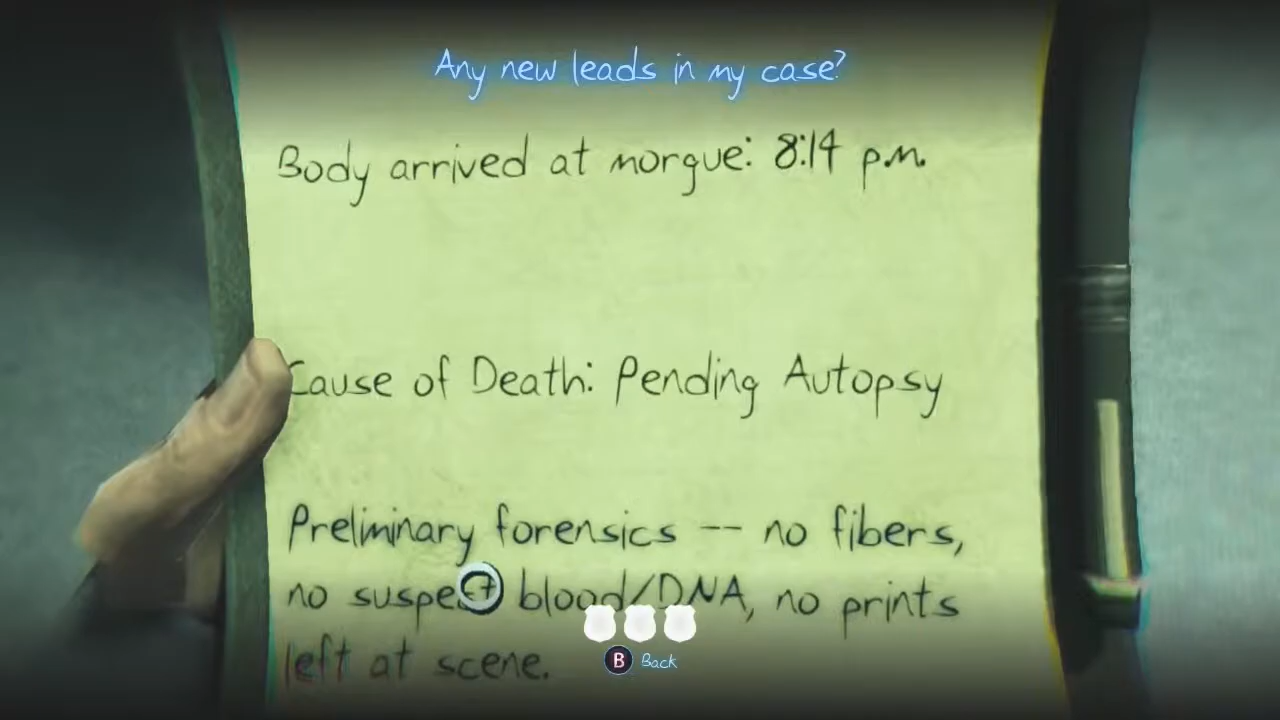 Any new leads in my case?
Body arrived at morgue: 8:14 p.m.
Cause of Death: Pending Autopsy
Preliminary forensics -- no fibers,
no suspect blood/DNA, no prints
left at scene.
B Back